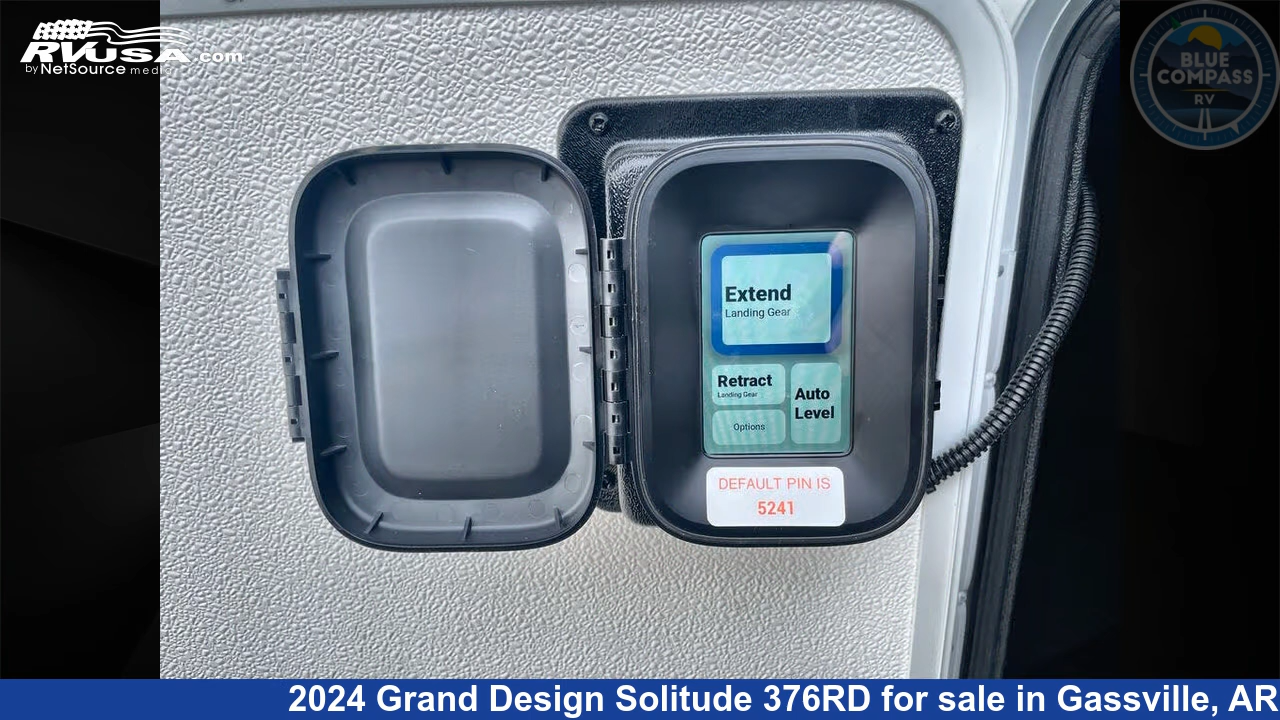 RVUSA.com
by NetSource media
BLUE
COMPASS
RV
Extend
Landing Gear
Retract
Landing Gear
Options
Auto
Level
DEFAULT PIN IS
5241
2024 Grand Design Solitude 376RD for sale in Gassville, AR